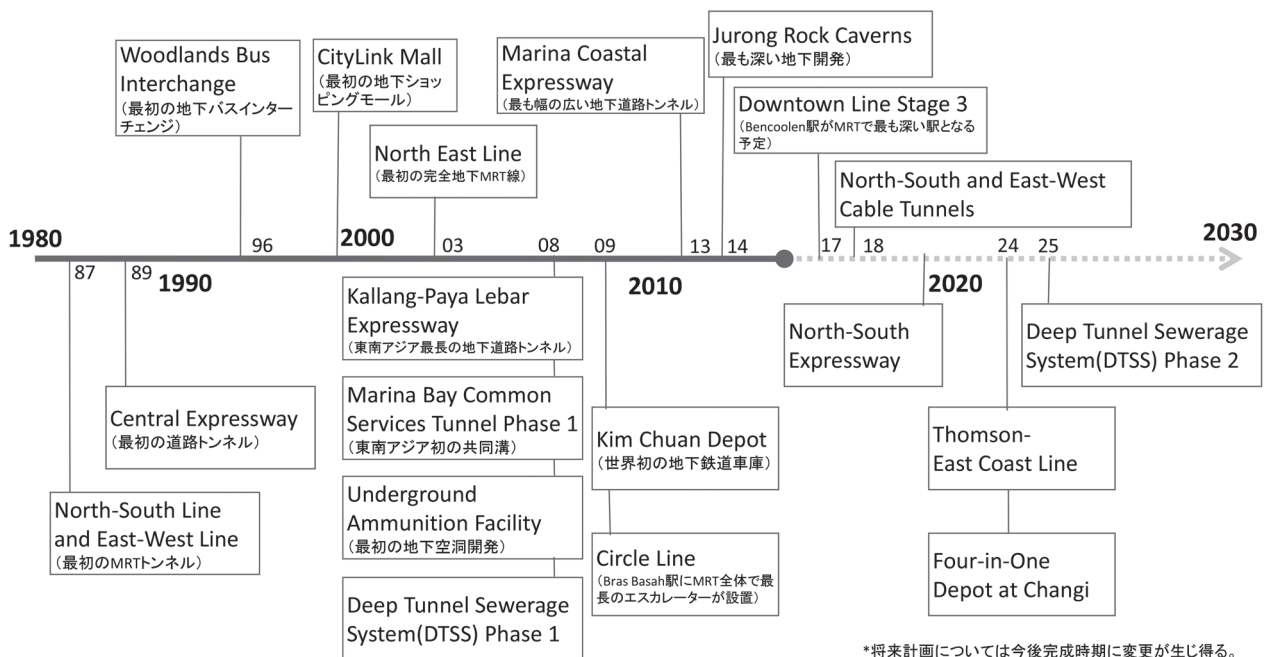 Woodlands Bus
Interchange
(最初の地下バスインター
チェンジ)
CityLink Mall
(最初の地下ショッ
ピングモール)
North East Line
(最初の完全地下MRT線)
Marina Coastal
Expressway
(最も幅の広い地下道路トンネル)
Jurong Rock Caverns
(最も深い地下開発)
Downtown Line Stage 3
(Bencoolen駅がMRTで最も深い駅となる
予定)
North-South and East-West
Cable Tunnels
1980
87
89
1990
96
2000
03
08
09
2010
13
14
17
18
2020
24
25
2030
North-South Line
and East-West Line
(最初のMRTトンネル)
Central Expressway
(最初の道路トンネル)
Kallang-Paya Lebar
Expressway
(東南アジア最長の地下道路トンネル)
Marina Bay Common
Services Tunnel Phase 1
(東南アジア初の共同溝)
Underground
Ammunition Facility
(最初の地下空洞開発)
Deep Tunnel Sewerage
System(DTSS) Phase 1
Kim Chuan Depot
(世界初の地下鉄道車庫)
Circle Line
(Bras Basah駅にMRT全体で最
長のエスカレーターが設置)
North-South
Expressway
Thomson-
East Coast Line
Four-in-One
Depot at Changi
Deep Tunnel Sewerage
System(DTSS) Phase 2
*将来計画については今後完成時期に変更が生じ得る。